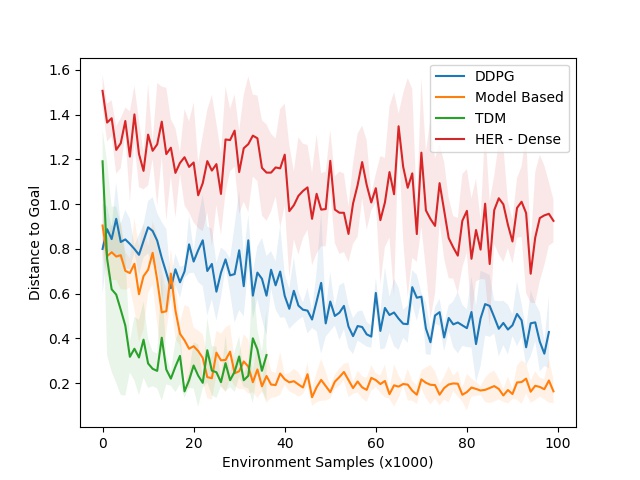 DDPG
Model Based
TDM
HER - Dense
1.6
1.4
1.2
1.0
0.8
0.6
0.4
0.2
Distance to Goal
0 20 40 60 80 100
Environment Samples (x1000)